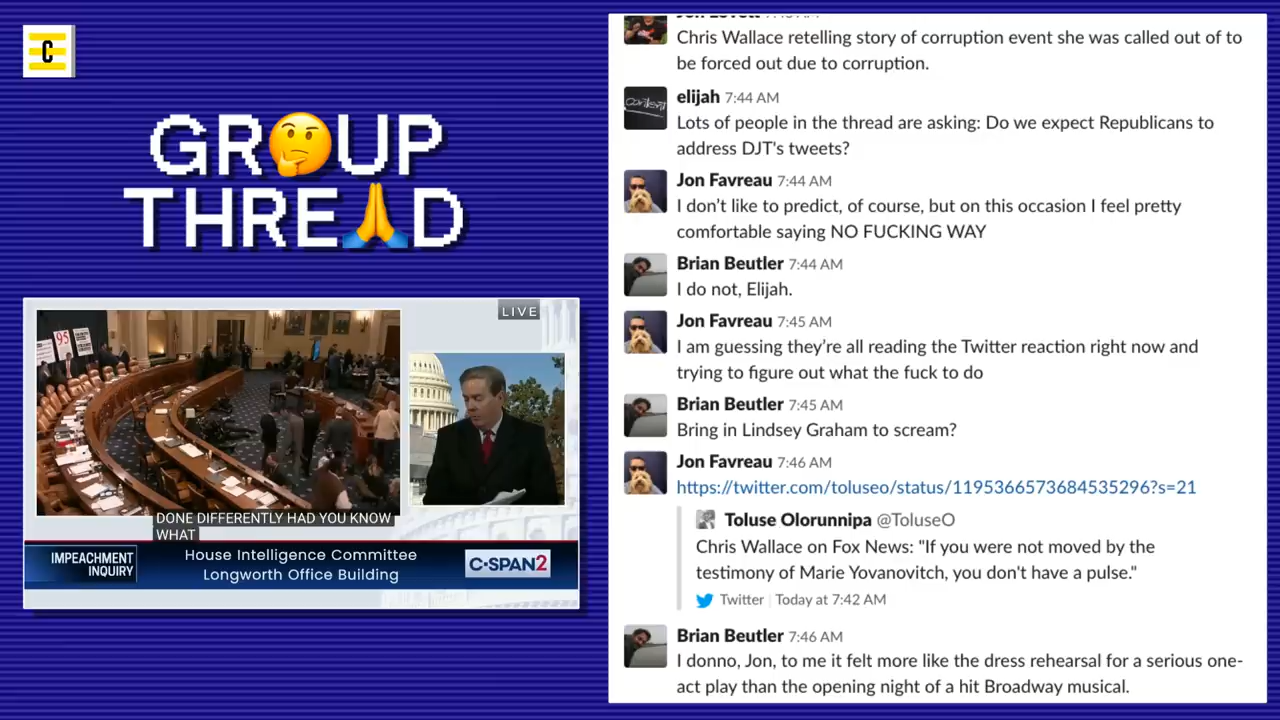 C
GR🤔UP
THRE🙏D
LIVE
95
DONE DIFFERENTLY HAD YOU KNOW
WHAT
IMPEACHMENT
INQUIRY
House Intelligence Committee
Longworth Office Building
C-SPAN2
Jon Lovett
Chris Wallace retelling story of corruption event she was called out of to
be forced out due to corruption.
content
elijah 7:44 AM
Lots of people in the thread are asking: Do we expect Republicans to
address DJT's tweets?
Jon Favreau 7:44 AM
I don’t like to predict, of course, but on this occasion I feel pretty
comfortable saying NO FUCKING WAY
Brian Beutler 7:44 AM
I do not, Elijah.
Jon Favreau 7:45 AM
I am guessing they’re all reading the Twitter reaction right now and
trying to figure out what the fuck to do
Brian Beutler 7:45 AM
Bring in Lindsey Graham to scream?
Jon Favreau 7:46 AM
https://twitter.com/toluseo/status/1195366573684535296?s=21
Toluse Olorunnipa @ToluseO
Chris Wallace on Fox News: "If you were not moved by the
testimony of Marie Yovanovitch, you don't have a pulse."
Twitter | Today at 7:42 AM
Brian Beutler 7:46 AM
I donno, Jon, to me it felt more like the dress rehearsal for a serious one-
act play than the opening night of a hit Broadway musical.